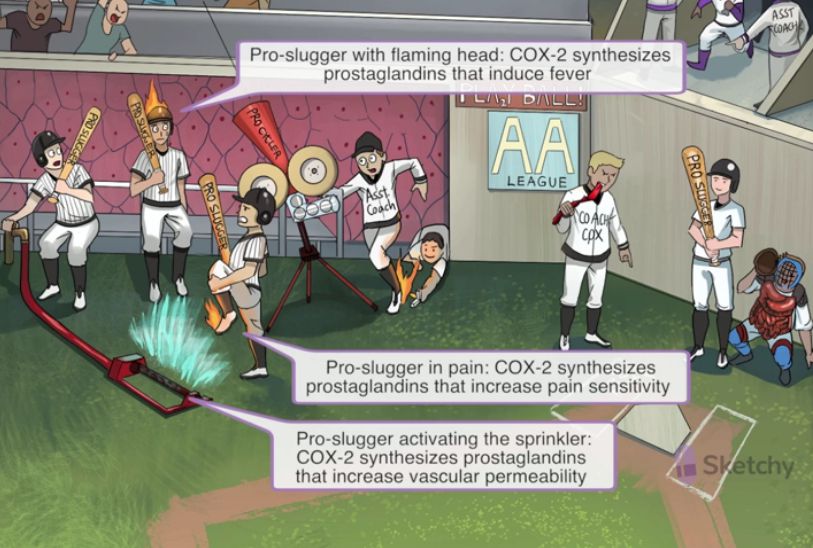 Pro-slugger with flaming head: COX-2 synthesizes
prostaglandins that induce fever
ASST
COACH
PLAY BALL!
AA
LEAGUE
PRO SLUGGER
PRO SLUGGER
PRO CYCLER
PRO SLUGGER
Asst
Coach
COACH
COX
PRO SLUGGER
Pro-slugger in pain: COX-2 synthesizes
prostaglandins that increase pain sensitivity
Pro-slugger activating the sprinkler:
COX-2 synthesizes prostaglandins
that increase vascular permeability
Sketchy